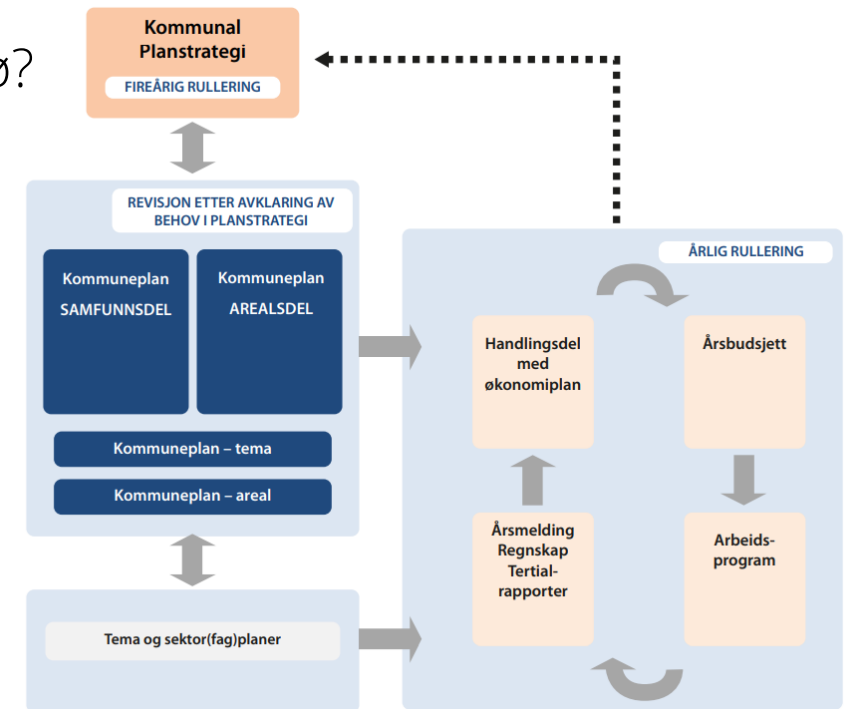 ø?
Kommunal
Planstrategi
FIREÅRIG RULLERING
REVISJON ETTER AVKLARING AV
BEHOV I PLANSTRATEGI
Kommuneplan
SAMFUNNSDEL
Kommuneplan
AREALSDEL
Kommuneplan – tema
Kommuneplan – areal
Tema og sektor(fag)planer
ÅRLIG RULLERING
Handlingsdel
med
økonomiplan
Årsbudsjett
Årsmelding
Regnskap
Tertial-
rapporter
Arbeids-
program